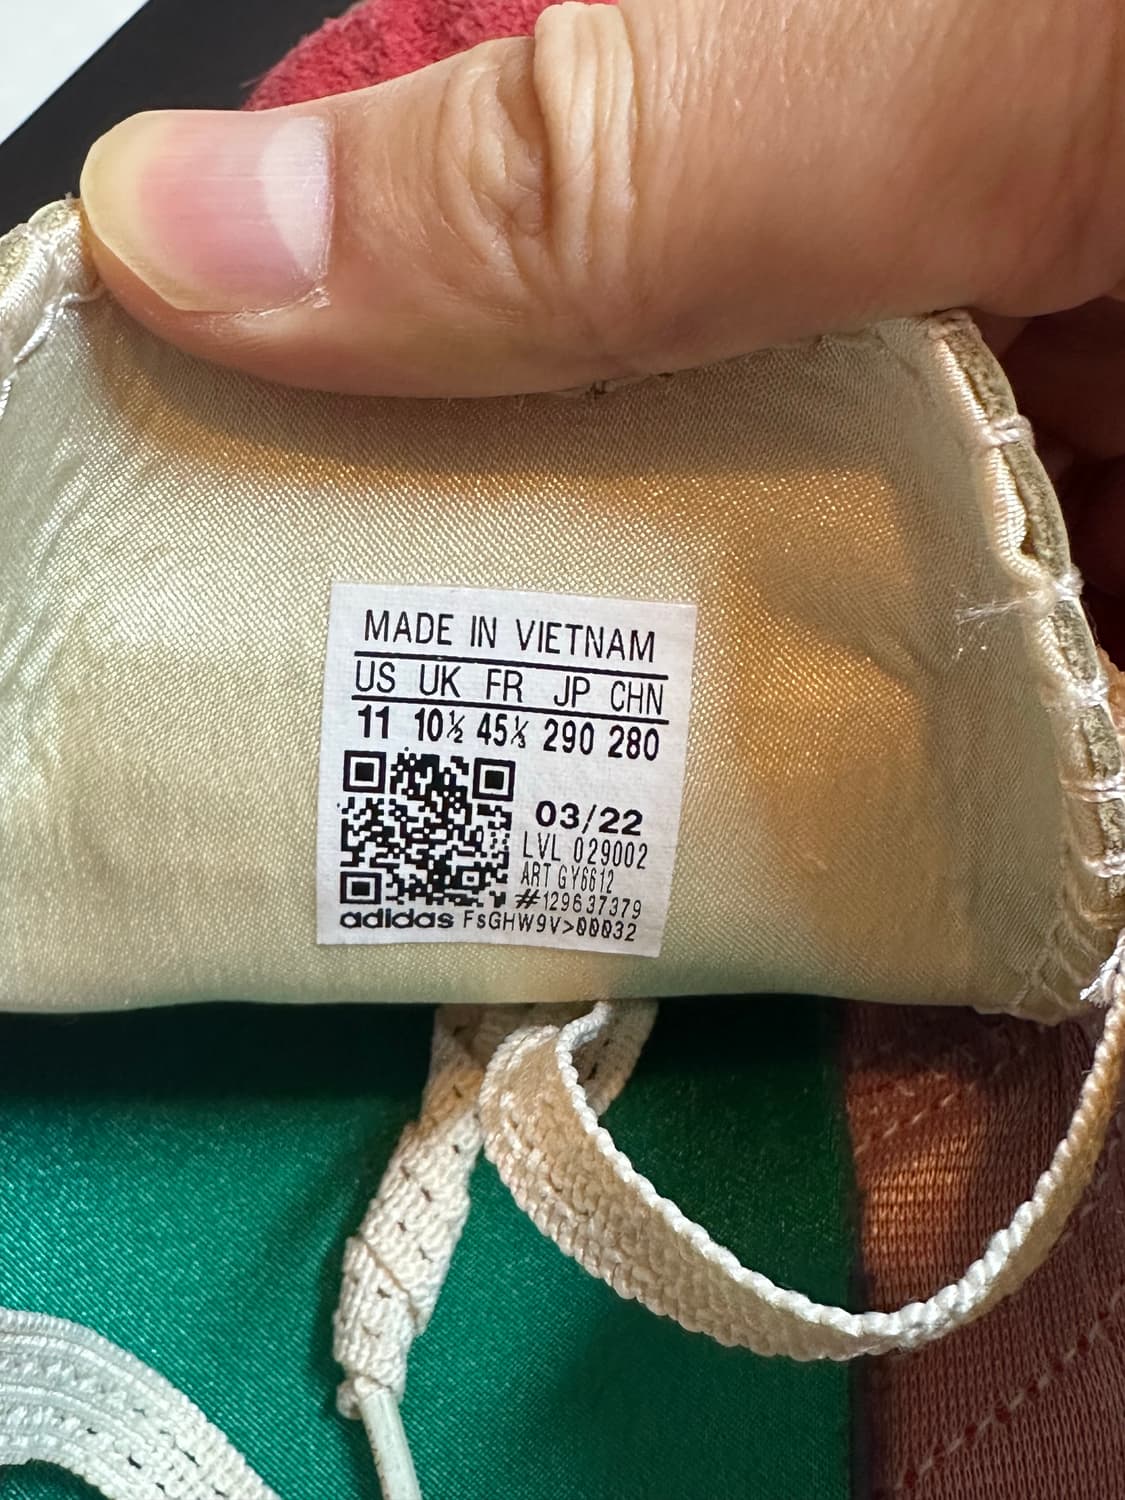 MADE IN VIETNAM
US UK FR JP CHN
11 10½ 45⅓ 290 280
03/22
LVL 029002
ART GY6612
#129637379
adidas FsGHW9V>00032